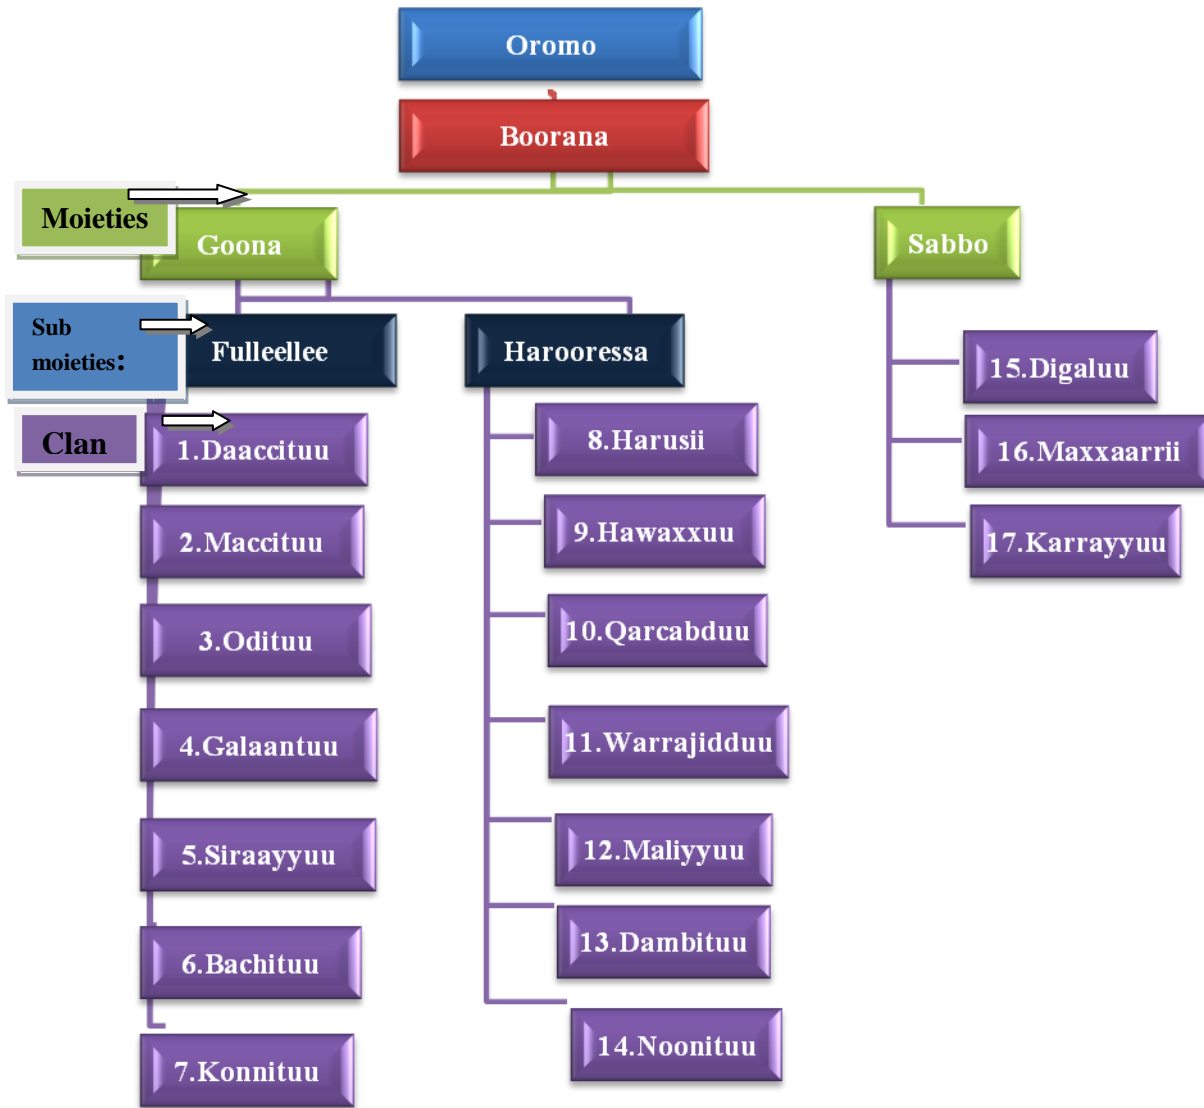 Oromo
Boorana
Moieties
Goona
Sabbo
Sub
moieties:
Fulleellee
Harooressa
Clan
1.Daaccituu
2.Maccituu
3.Odituu
4.Galaantuu
5.Siraayyuu
6.Bachituu
7.Konnituu
8.Harusii
9.Hawaxxuu
10.Qarcabduu
11.Warrajidduu
12.Maliyyuu
13.Dambituu
14.Noonituu
15.Digaluu
16.Maxxaarrii
17.Karrayyuu